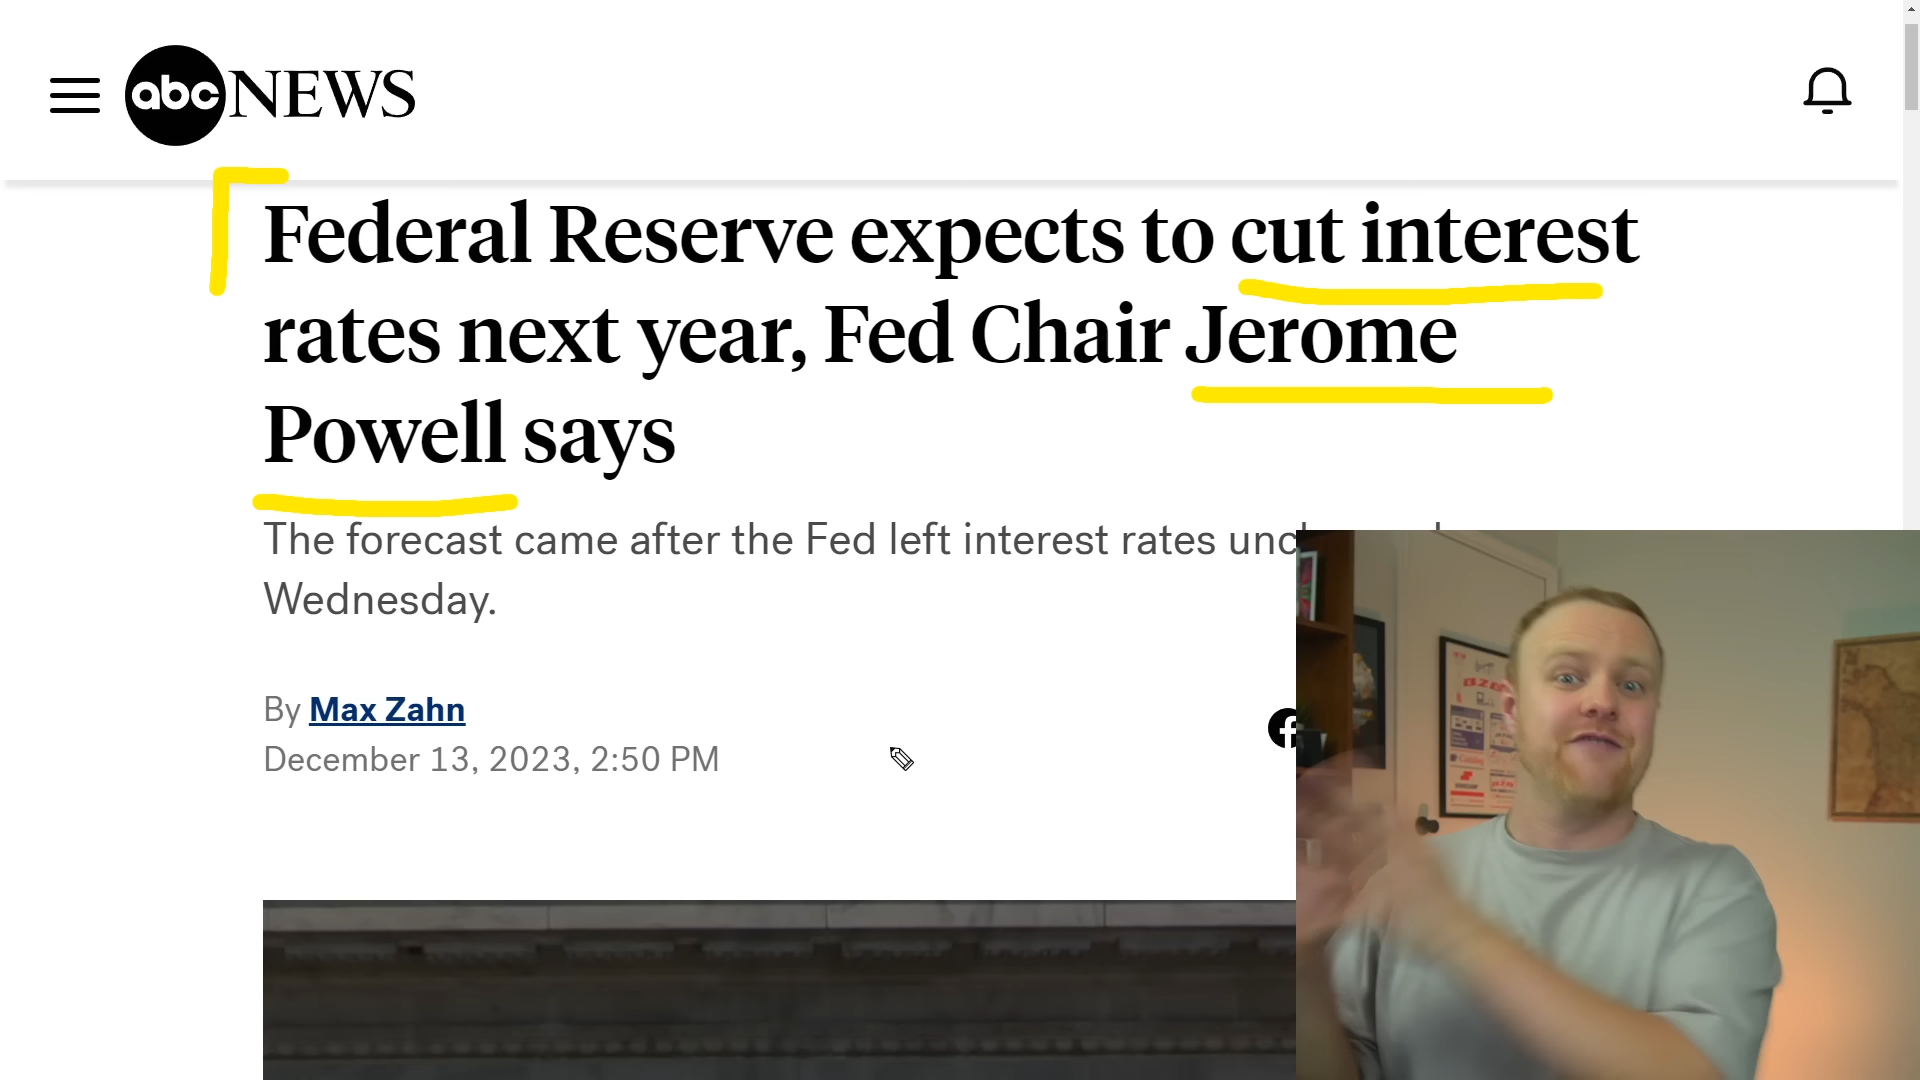 abc NEWS
Federal Reserve expects to cut interest
rates next year, Fed Chair Jerome
Powell says
The forecast came after the Fed left interest rates
Wednesday.
By Max Zahn
December 13, 2023, 2:50 PM